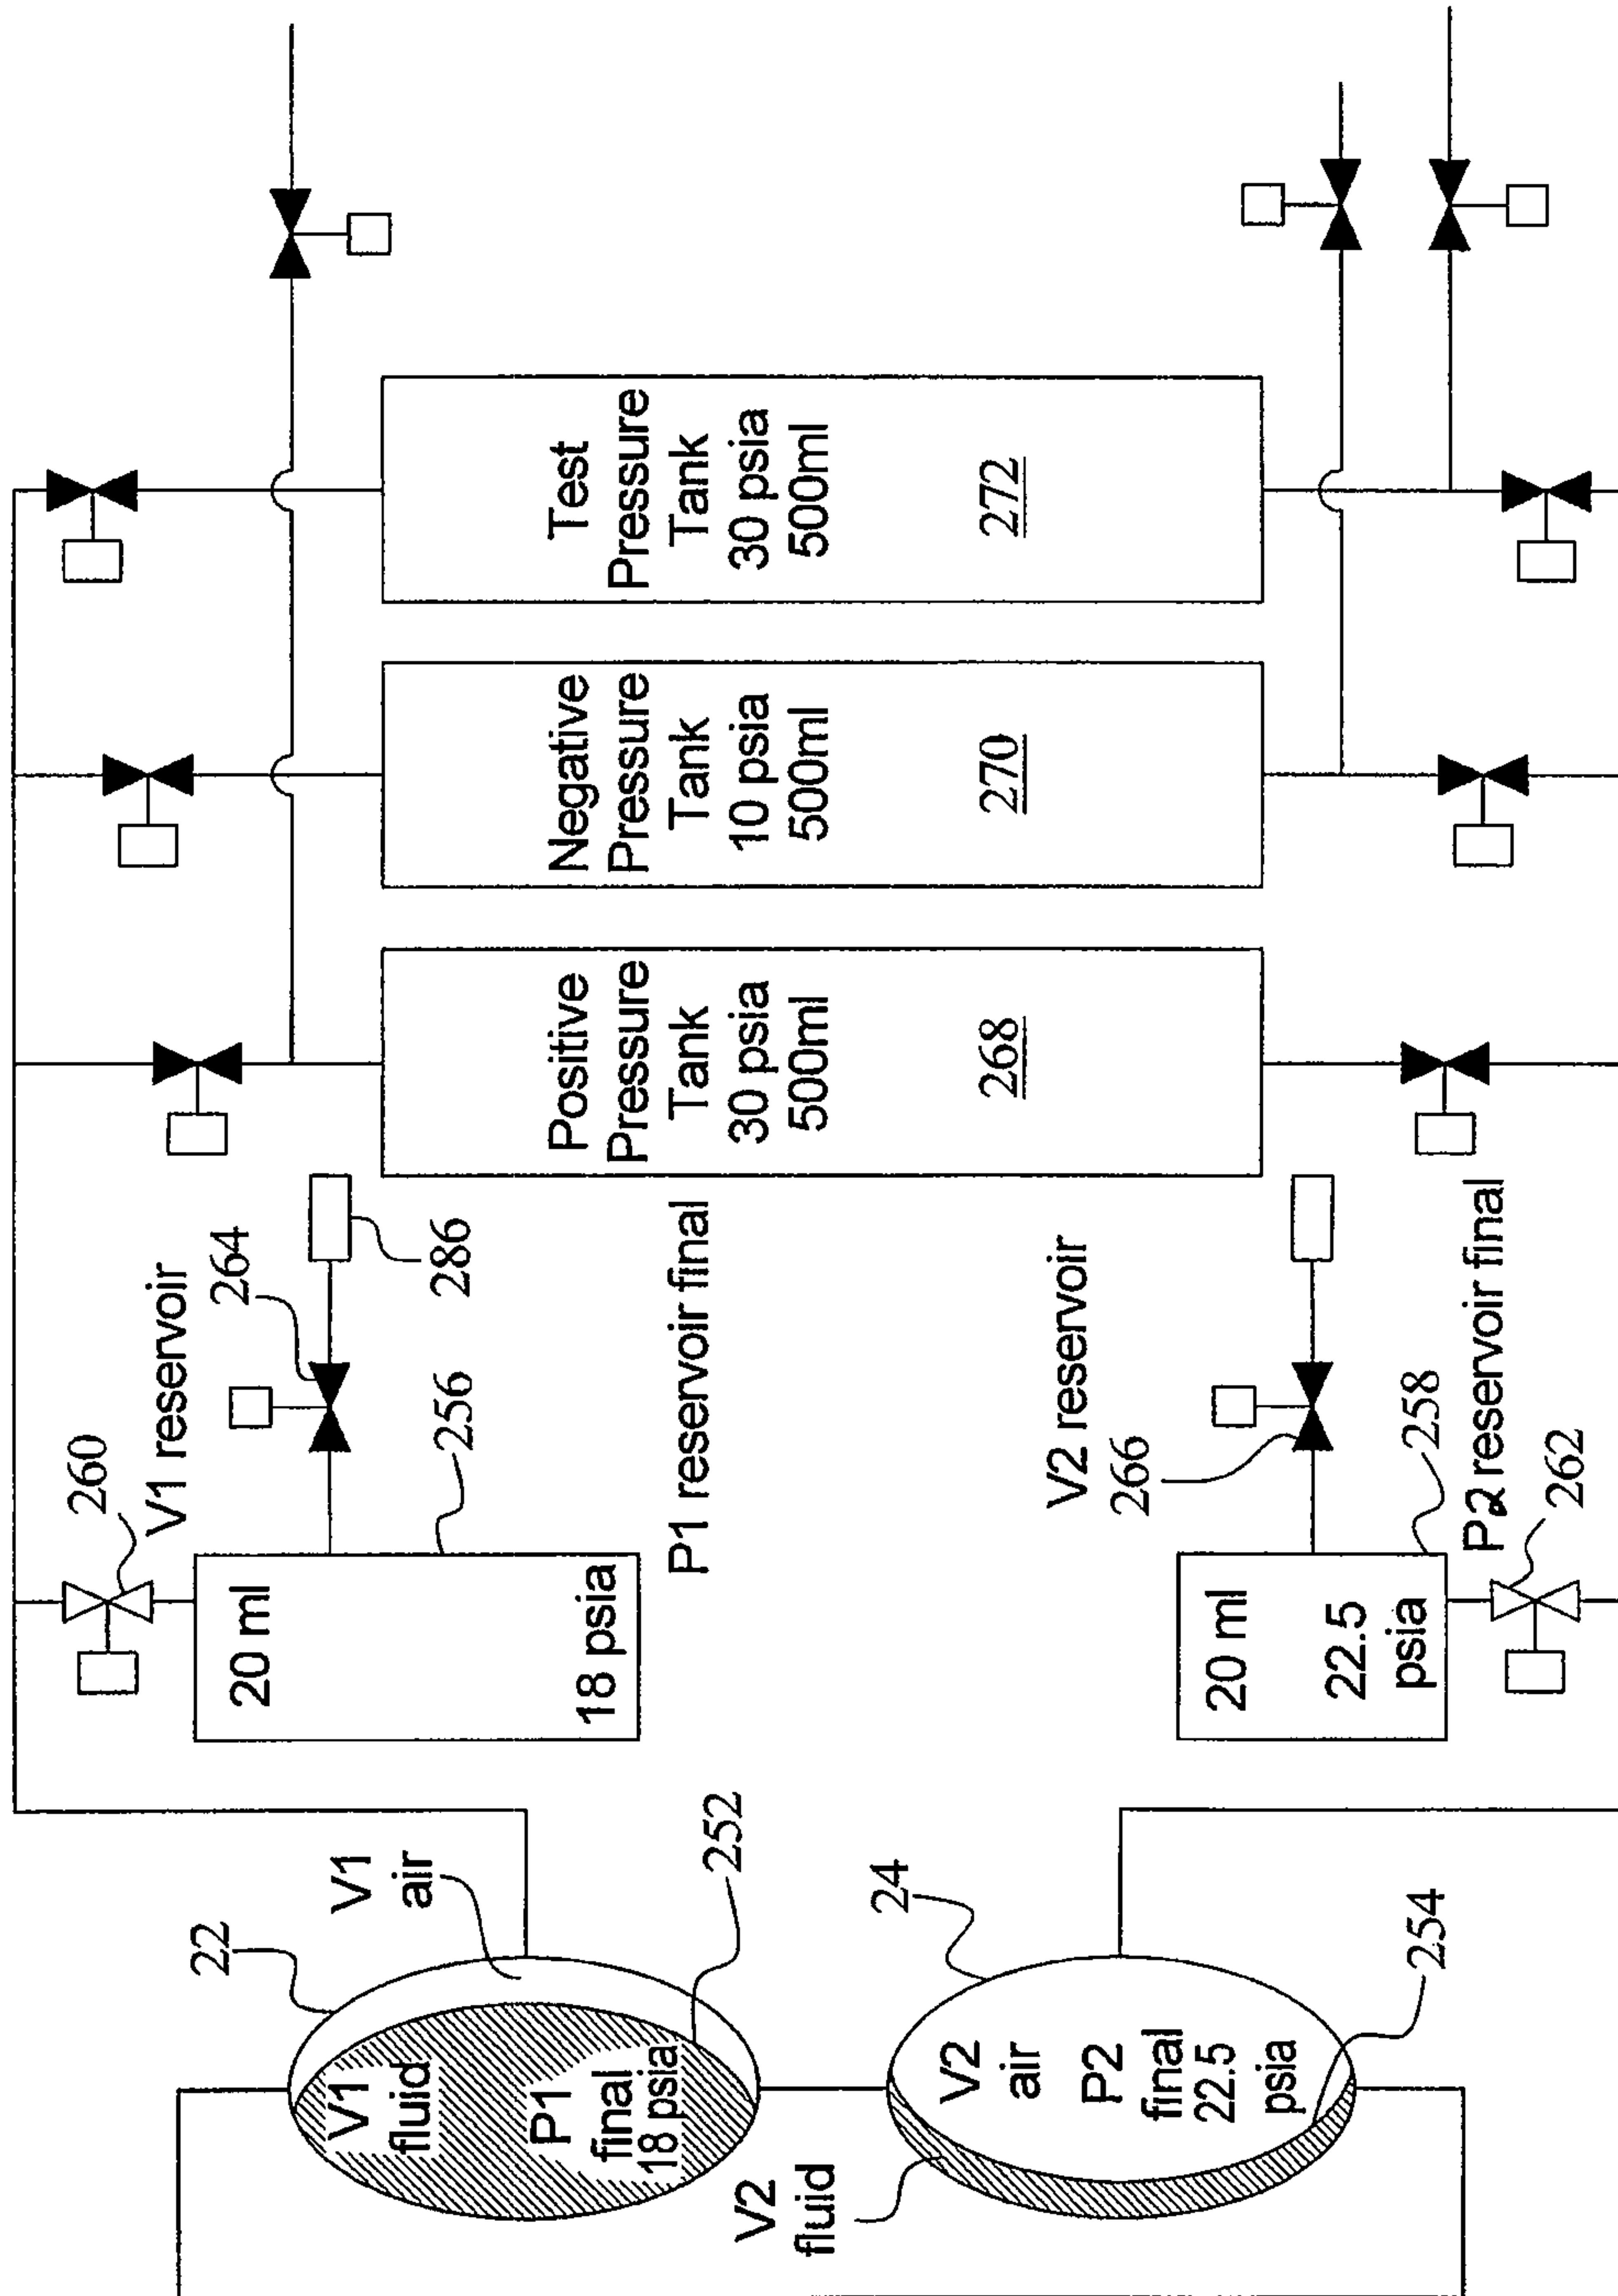 22
V1
air
V1
fluid
P1
final
18 psia
252
V2
fluid
24
V2
air
P2
final
22.5
psia
254
260
V1 reservoir
264
20 ml
18 psia
256
286
P1 reservoir final
V2 reservoir
266
20 ml
22.5
psia
258
P2 reservoir final
262
Positive
Pressure
Tank
30 psia
500ml
268
Negative
Pressure
Tank
10 psia
500ml
270
Test
Pressure
Tank
30 psia
500ml
272